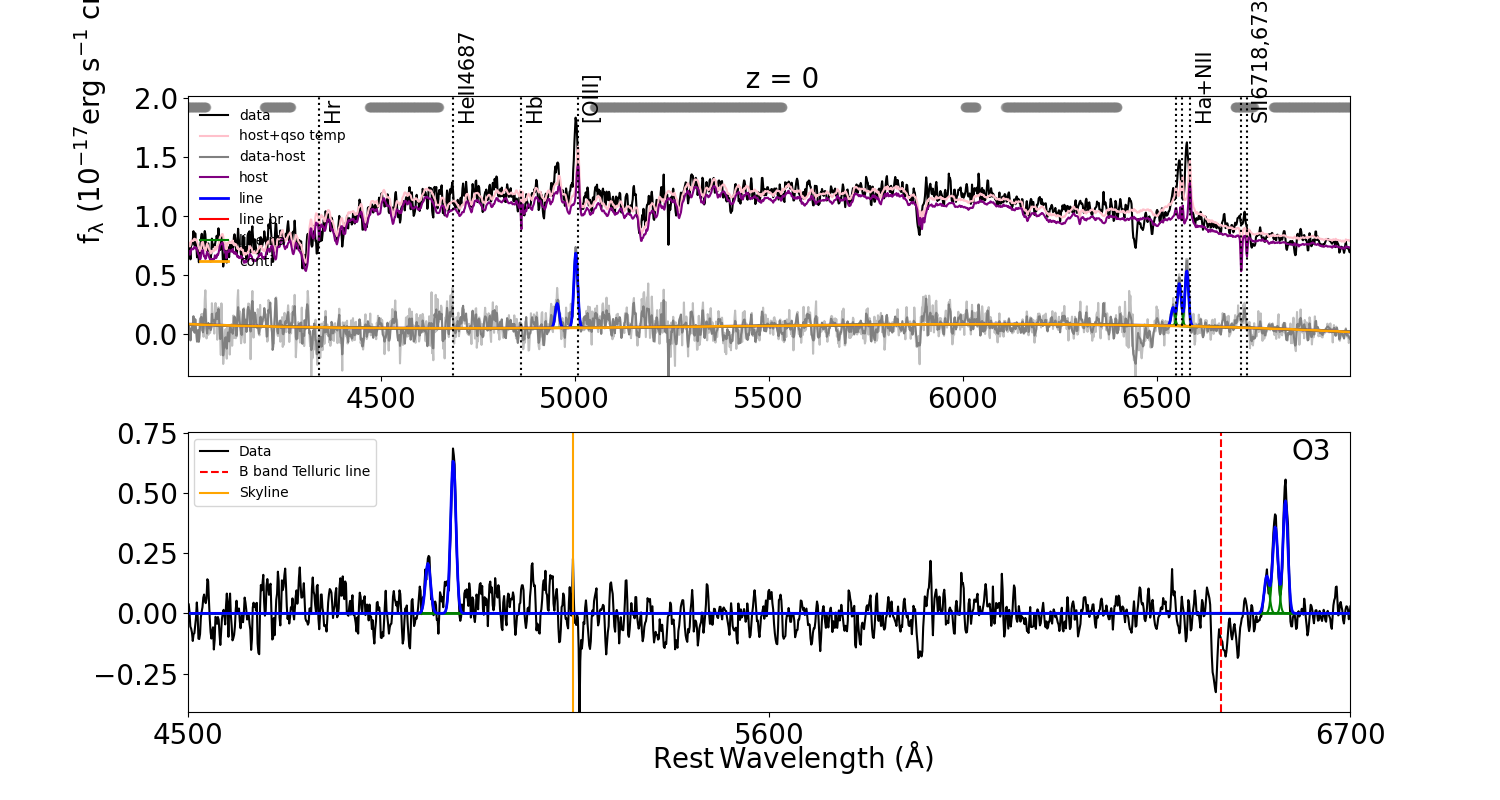 z = 0
f_λ (10^−17 erg s^−1
Hr
HeII4687
Hb
[OIII]
Ha+NII
SII6718,673
2.0
1.5
1.0
0.5
0.0
data
host+qso temp
data-host
host
line
line br
conti
4500 5000 5500 6000 6500
0.75
0.50
0.25
0.00
−0.25
Data
B band Telluric line
Skyline
O3
4500 5600 6700
Rest Wavelength (Å)